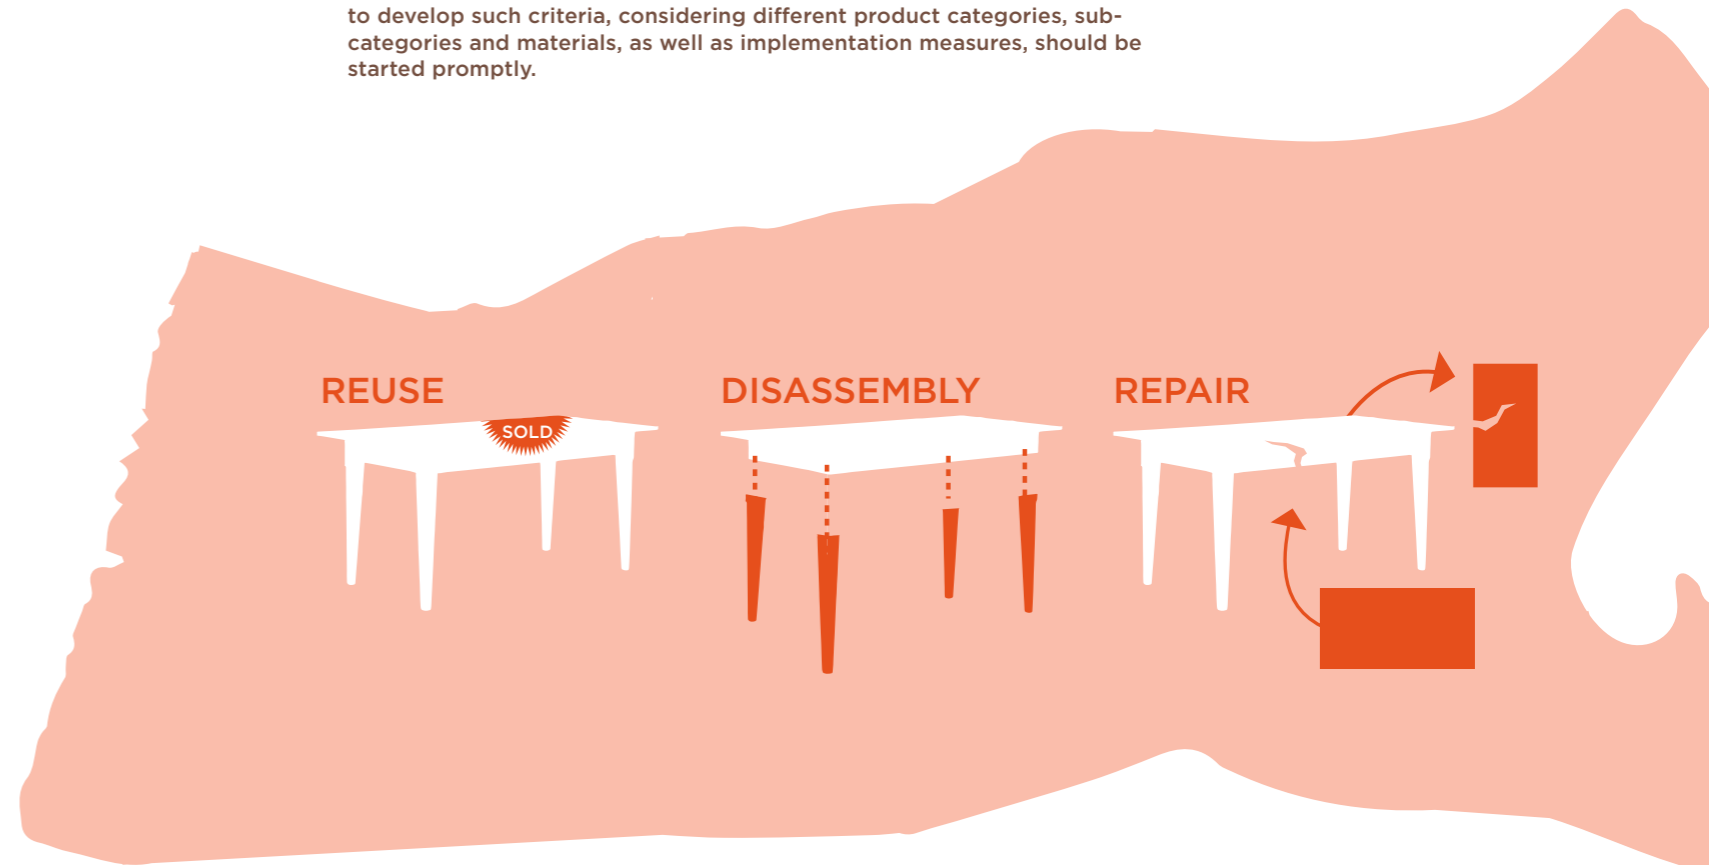 to develop such criteria, considering different product categories, sub-
categories and materials, as well as implementation measures, should be
started promptly.
REUSE
DISASSEMBLY
REPAIR
SOLD